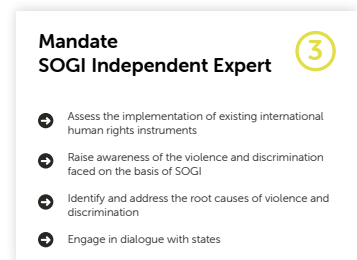 Mandate
SOGI Independent Expert
3
Assess the implementation of existing international
human rights instruments
Raise awareness of the violence and discrimination
faced on the basis of SOGI
Identify and address the root causes of violence and
discrimination
Engage in dialogue with states